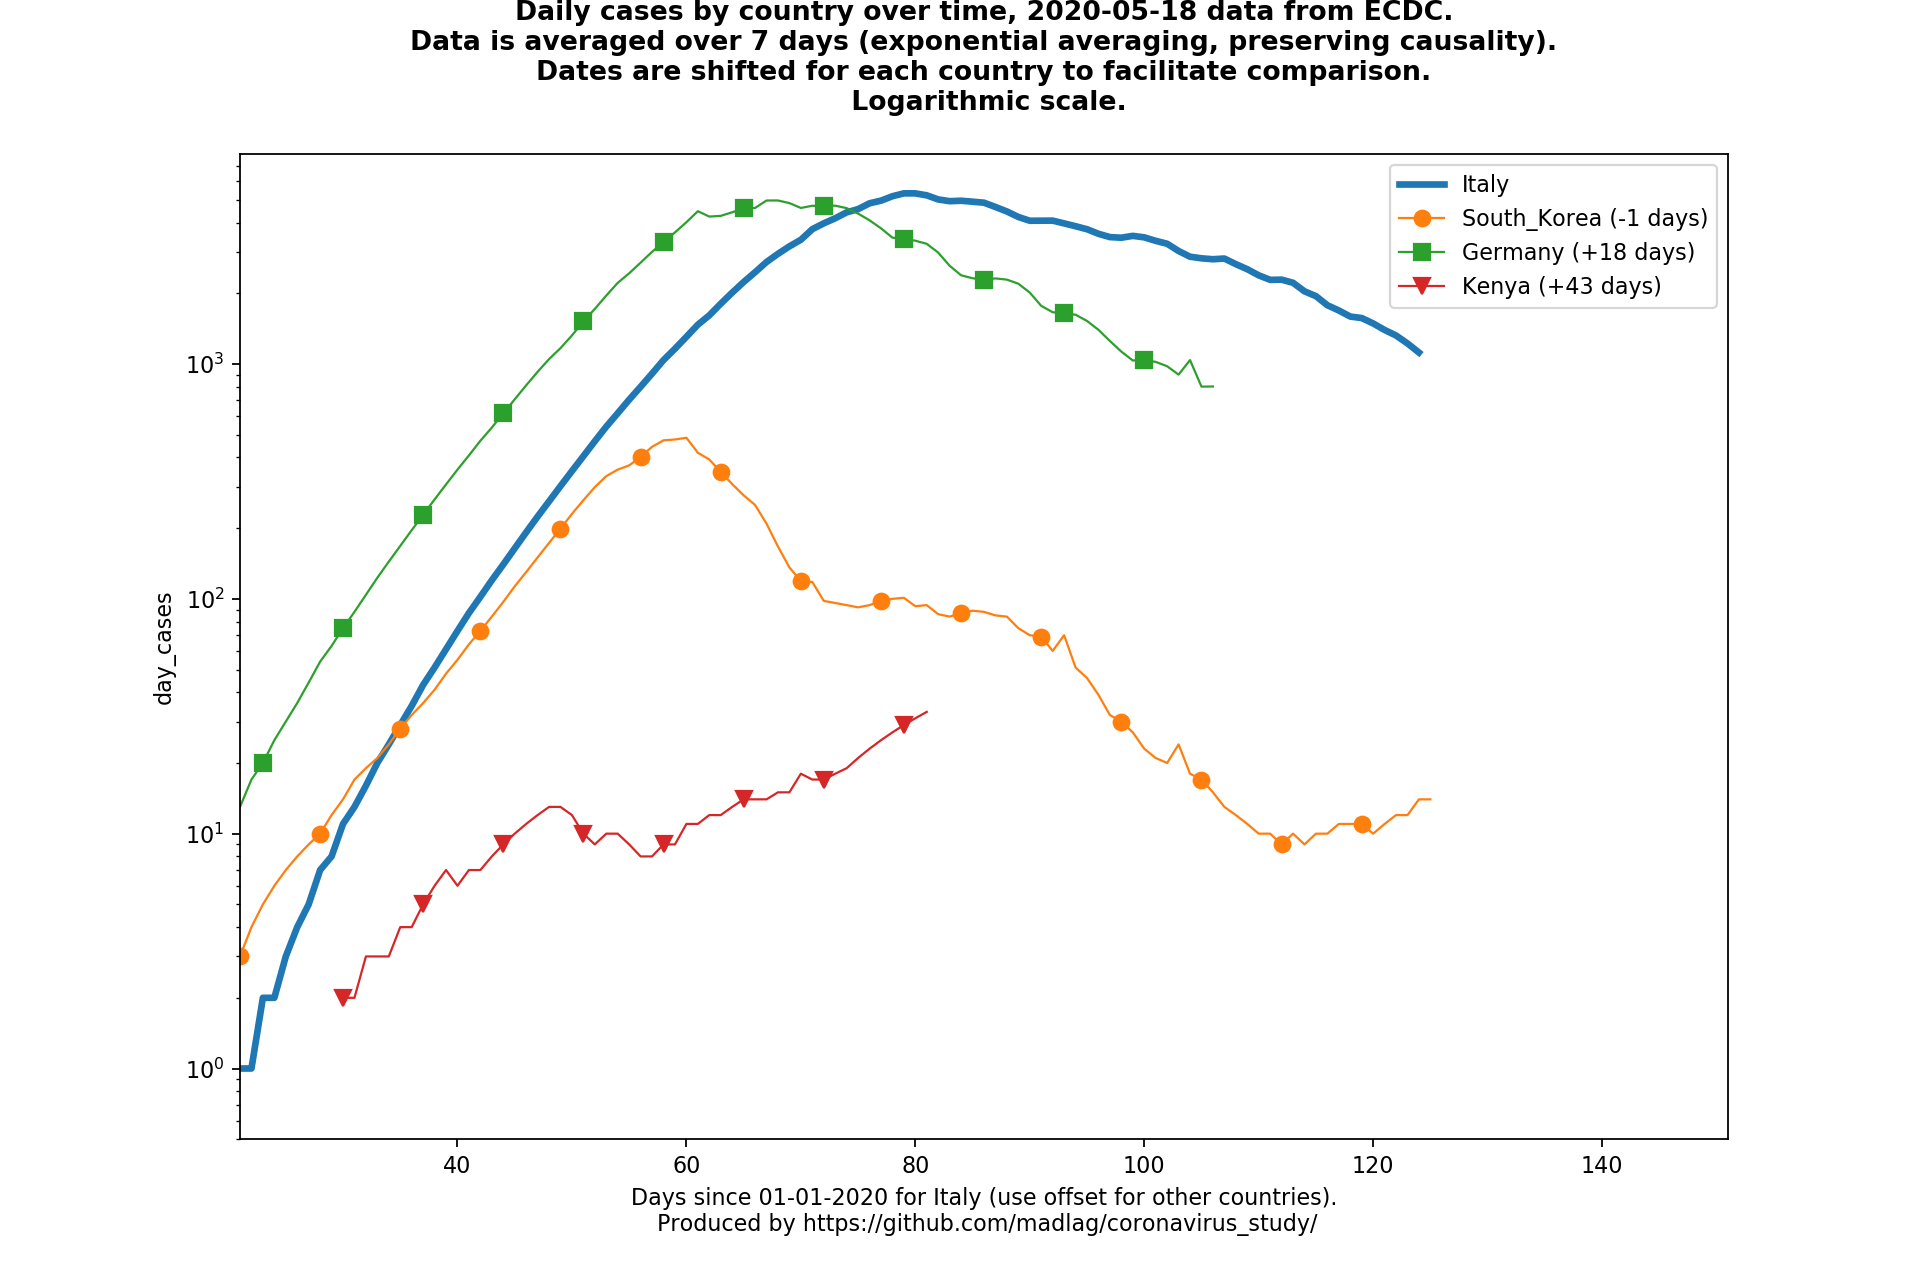 Daily cases by country over time, 2020-05-18 data from ECDC.
Data is averaged over 7 days (exponential averaging, preserving causality).
Dates are shifted for each country to facilitate comparison.
Logarithmic scale.
Italy
South_Korea (-1 days)
Germany (+18 days)
Kenya (+43 days)
day_cases
10³
10²
10¹
10⁰
40 60 80 100 120 140
Days since 01-01-2020 for Italy (use offset for other countries).
Produced by https://github.com/madlag/coronavirus_study/